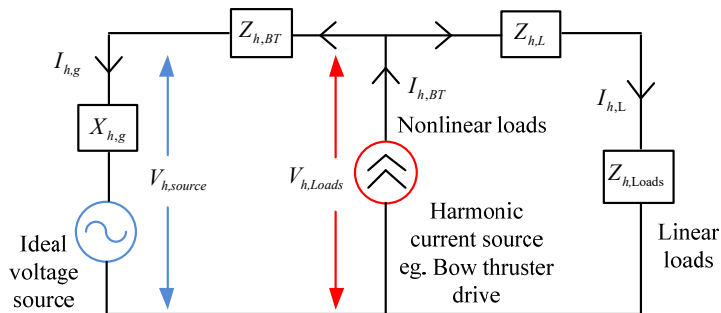 Z_{h,BT}
Z_{h,L}
I_{h,g}
I_{h,BT}
I_{h,L}
X_{h,g}
Nonlinear loads
V_{h,source}
V_{h,Loads}
Z_{h,Loads}
Ideal
voltage
source
Harmonic
current source
eg. Bow thruster
drive
Linear
loads